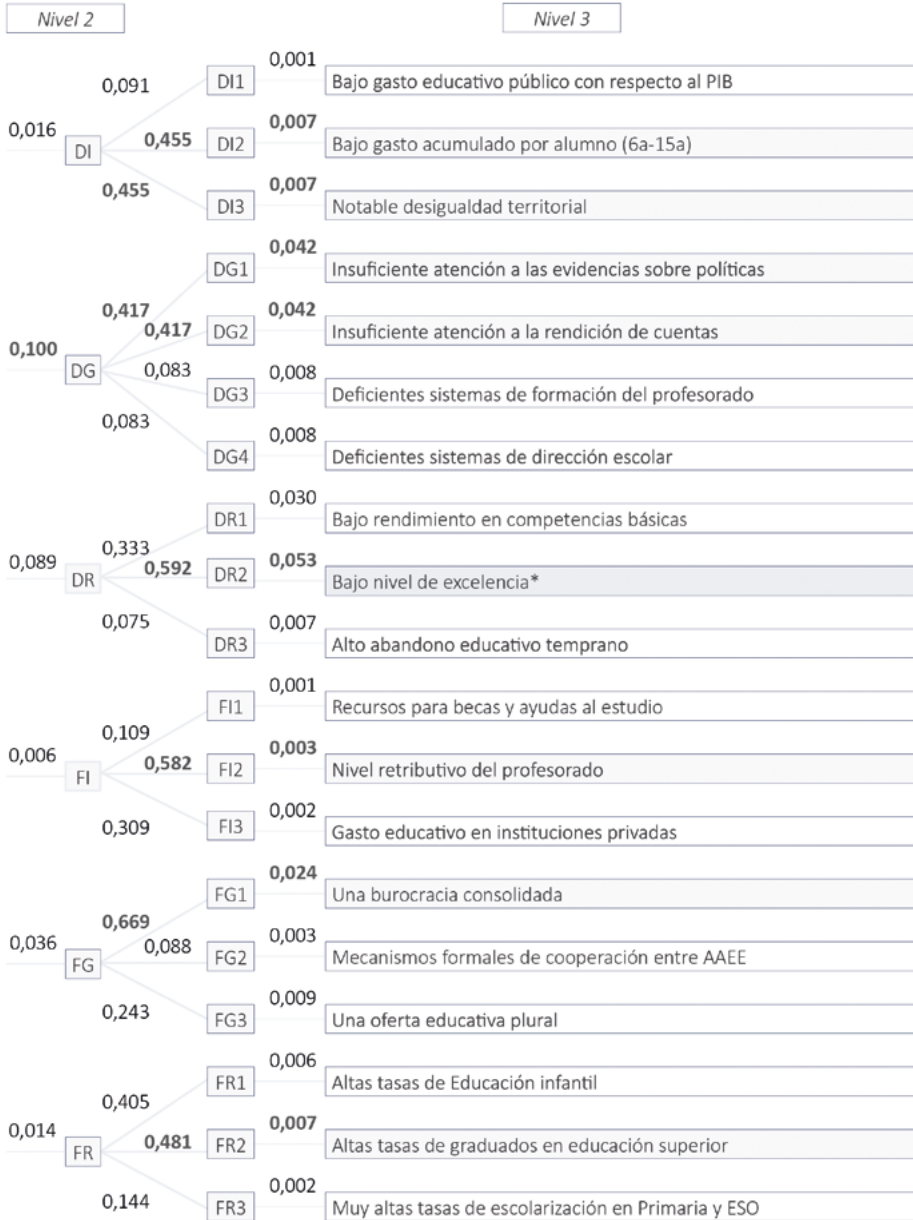 Nivel 2
Nivel 3
0,016
DI
0,091
DI1
0,001
Bajo gasto educativo público con respecto al PIB
0,455
DI2
0,007
Bajo gasto acumulado por alumno (6a-15a)
0,455
DI3
0,007
Notable desigualdad territorial
0,100
DG
0,417
DG1
0,042
Insuficiente atención a las evidencias sobre políticas
0,417
DG2
0,042
Insuficiente atención a la rendición de cuentas
0,083
DG3
0,008
Deficientes sistemas de formación del profesorado
0,083
DG4
0,008
Deficientes sistemas de dirección escolar
0,089
DR
0,333
DR1
0,030
Bajo rendimiento en competencias básicas
0,592
DR2
0,053
Bajo nivel de excelencia*
0,075
DR3
0,007
Alto abandono educativo temprano
0,006
FI
0,109
FI1
0,001
Recursos para becas y ayudas al estudio
0,582
FI2
0,003
Nivel retributivo del profesorado
0,309
FI3
0,002
Gasto educativo en instituciones privadas
0,036
FG
0,669
FG1
0,024
Una burocracia consolidada
0,088
FG2
0,003
Mecanismos formales de cooperación entre AAEE
0,243
FG3
0,009
Una oferta educativa plural
0,014
FR
0,405
FR1
0,006
Altas tasas de Educación infantil
0,481
FR2
0,007
Altas tasas de graduados en educación superior
0,144
FR3
0,002
Muy altas tasas de escolarización en Primaria y ESO